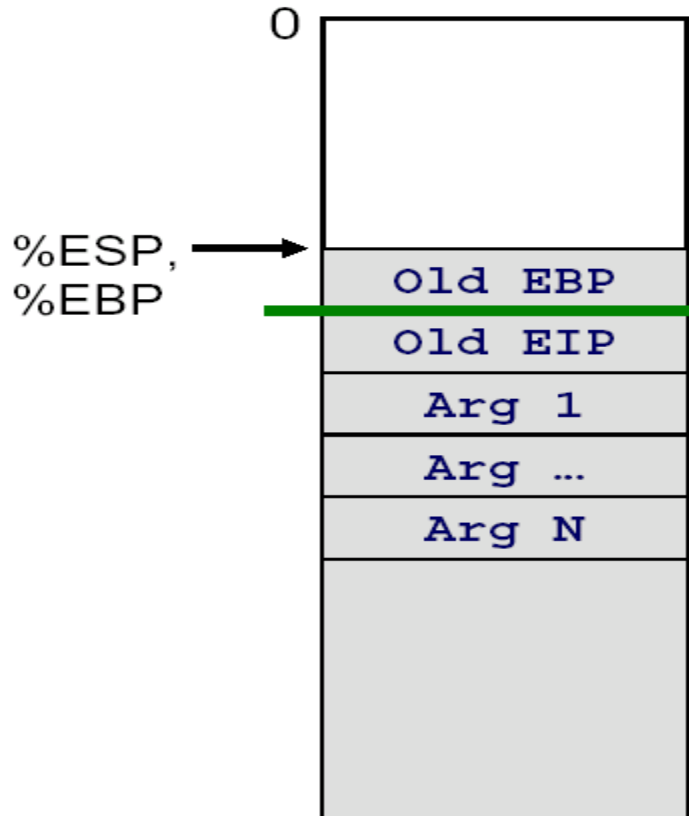 0
%ESP,
%EBP
Old EBP
Old EIP
Arg 1
Arg …
Arg N